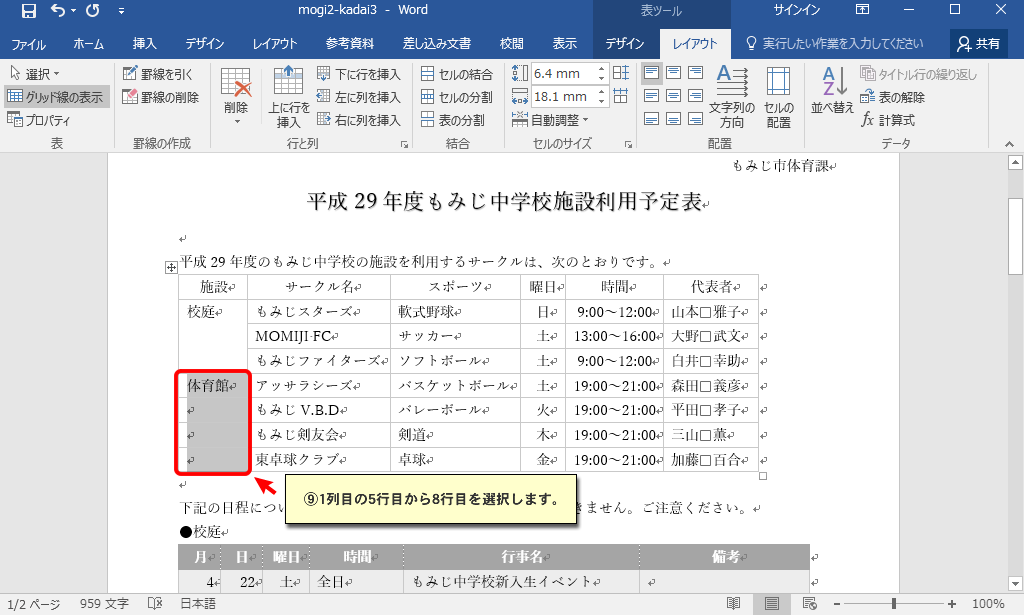 mogi2-kadai3 - Word
表ツール
サインイン
ファイル ホーム 挿入 デザイン レイアウト 参考資料 差し込み文書 校閲 表示 デザイン レイアウト 実行したい作業を入力してください 共有
選択
グリッド線の表示
プロパティ
表
罫線を引く
罫線の削除
罫線の作成
削除
上に行を
挿入
下に行を挿入
左に列を挿入
右に列を挿入
行と列
セルの結合
セルの分割
表の分割
結合
6.4 mm
18.1 mm
自動調整
セルのサイズ
文字列の
方向
セルの
配置
配置
並べ替え
タイトル行の繰り返し
表の解除
計算式
データ
もみじ市体育課
平成 29 年度もみじ中学校施設利用予定表
平成 29 年度のもみじ中学校の施設を利用するサークルは、次のとおりです。
施設 サークル名 スポーツ 曜日 時間 代表者
校庭 もみじスターズ 軟式野球 日 9:00～12:00 山本□雅子
MOMIJI·FC サッカー 土 13:00～16:00 大野□武文
もみじファイターズ ソフトボール 土 9:00～12:00 白井□幸助
体育館 アッサラシーズ バスケットボール 土 19:00～21:00 森田□義彦
もみじ V.B.D バレーボール 火 19:00～21:00 平田□孝子
もみじ剣友会 剣道 木 19:00～21:00 三山□薫
東卓球クラブ 卓球 金 19:00～21:00 加藤□百合
⑨1列目の5行目から8行目を選択します。
下記の日程につい きません。ご注意ください。
●校庭
月 日 曜日 時間 行事名 備考
4 22 土 全日 もみじ中学校新入生イベント
1/2 ページ 959 文字 日本語 100%